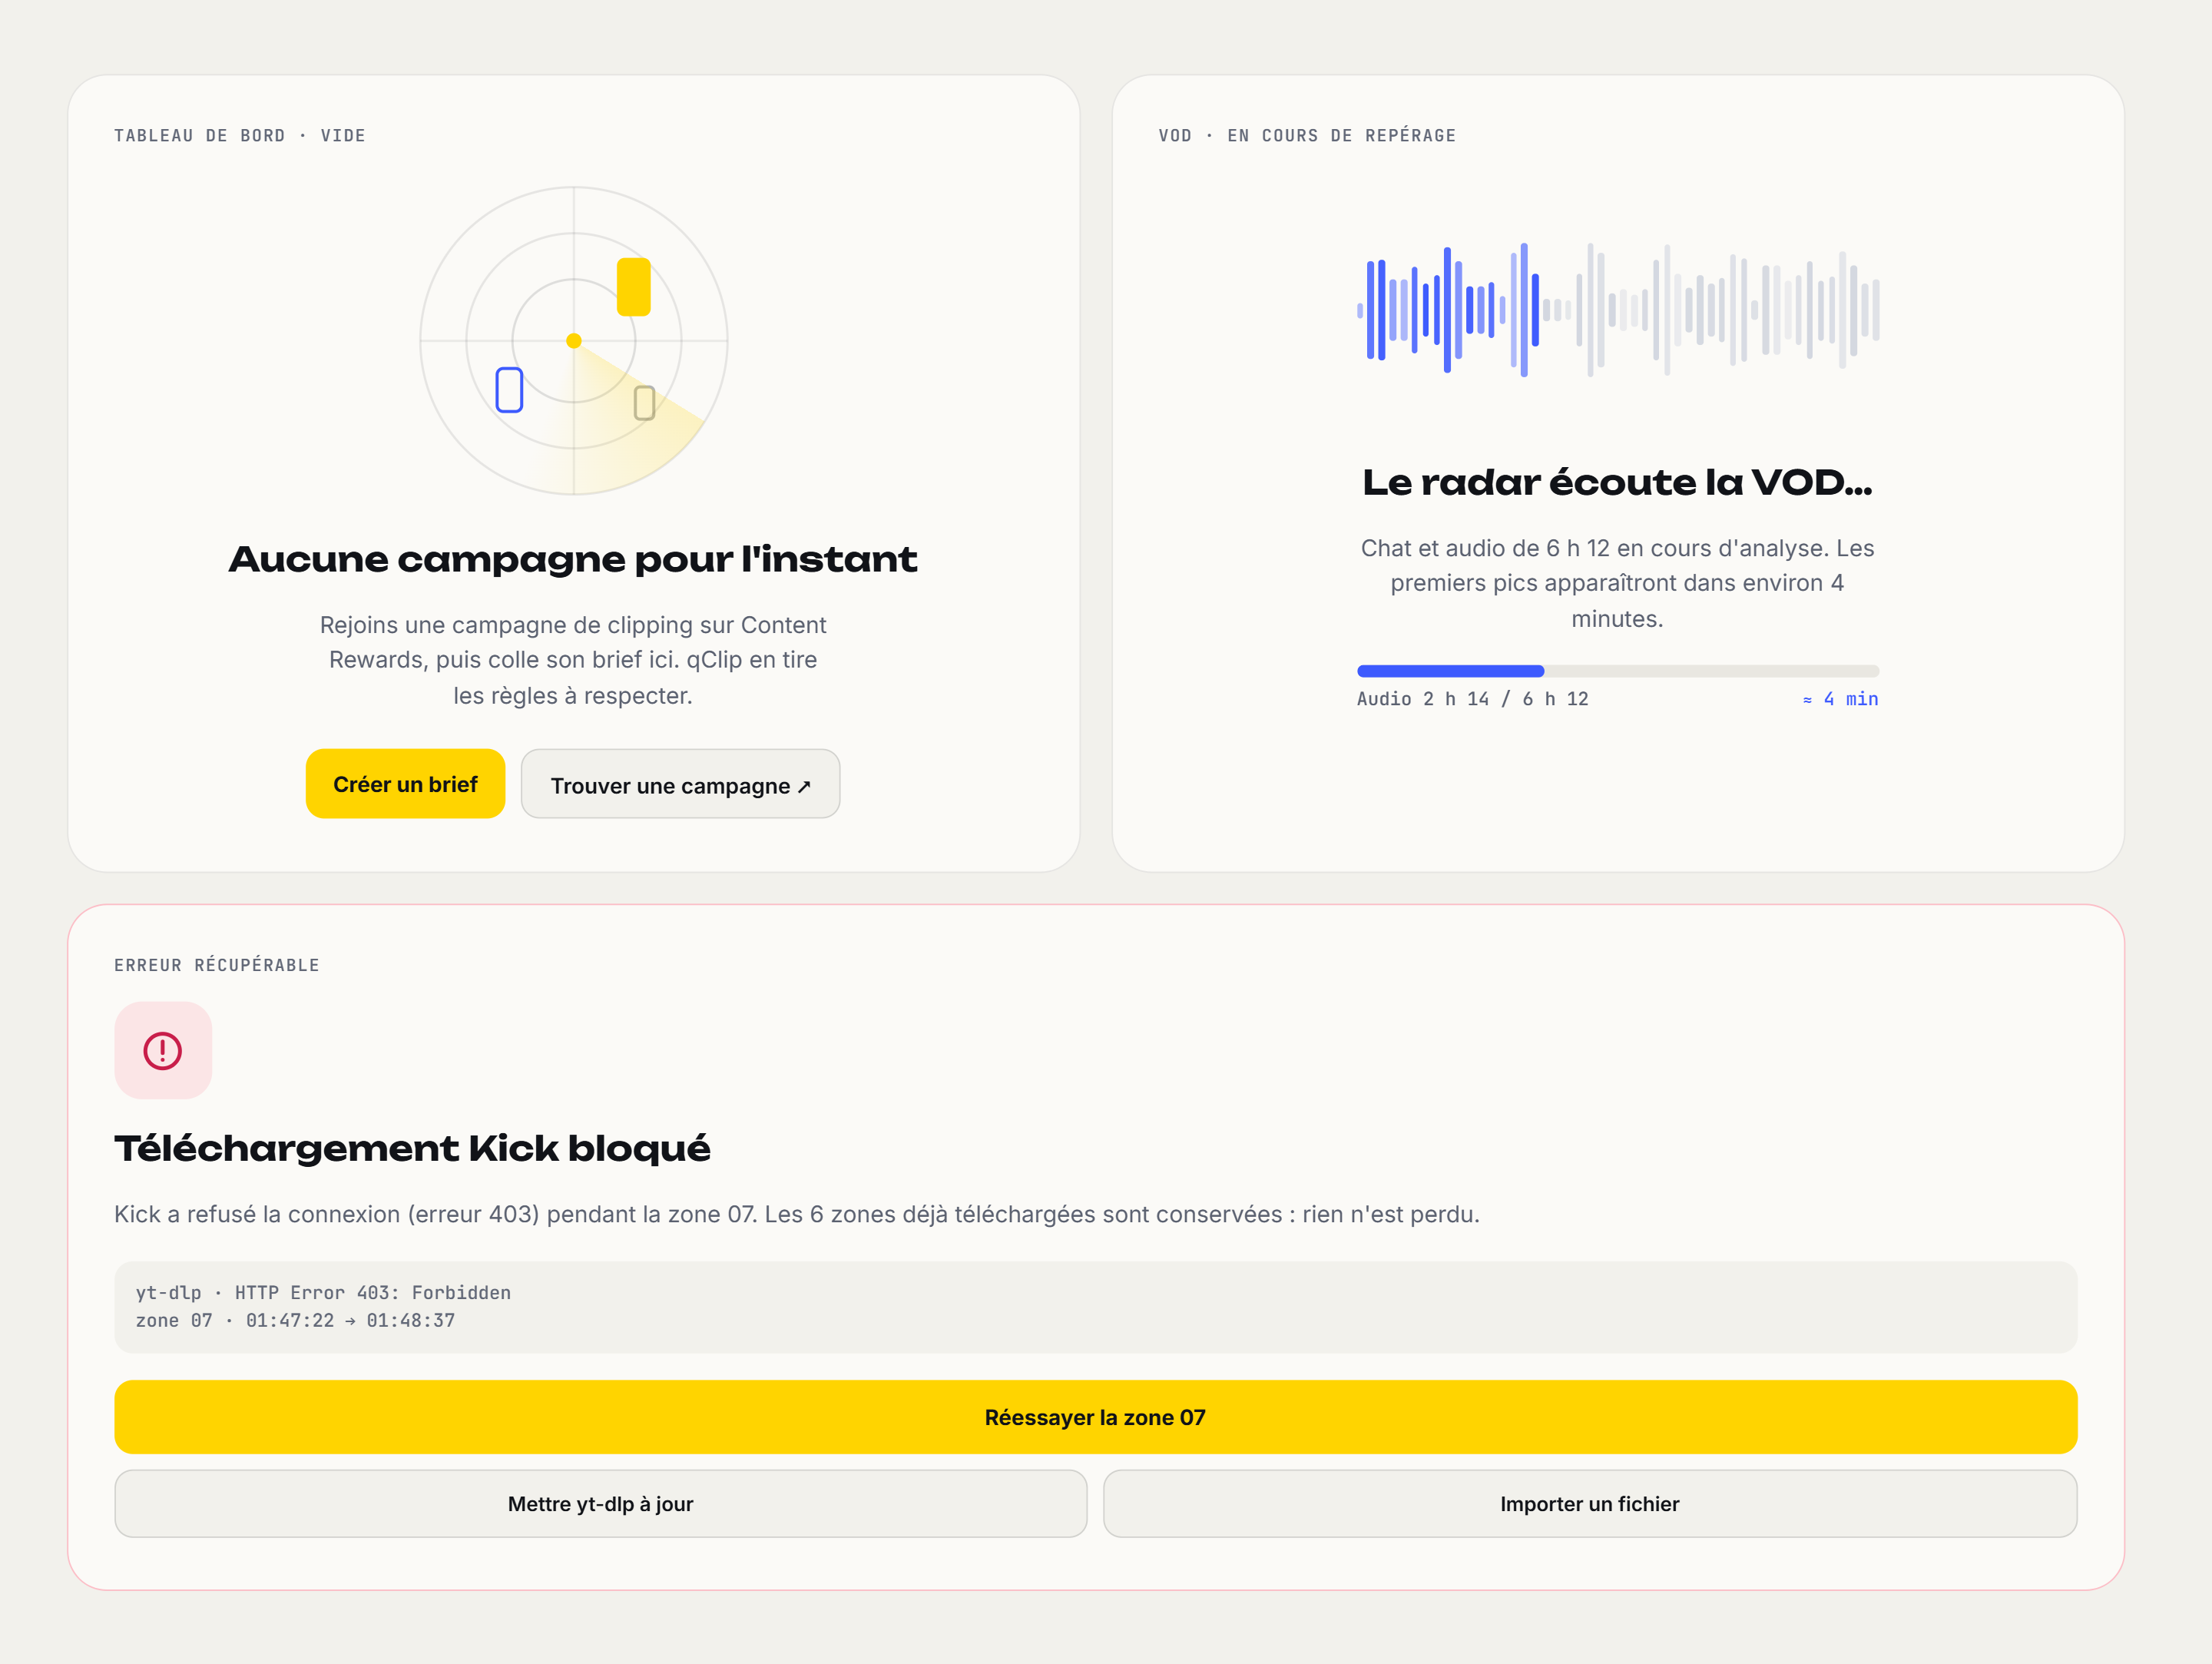 TABLEAU DE BORD · VIDE
Aucune campagne pour l'instant
Rejoins une campagne de clipping sur Content
Rewards, puis colle son brief ici. qClip en tire
les règles à respecter.
Créer un brief
Trouver une campagne ↗
VOD · EN COURS DE REPÉRAGE
Le radar écoute la VOD...
Chat et audio de 6 h 12 en cours d'analyse. Les
premiers pics apparaîtront dans environ 4
minutes.
Audio 2 h 14 / 6 h 12
≈ 4 min
ERREUR RÉCUPÉRABLE
Téléchargement Kick bloqué
Kick a refusé la connexion (erreur 403) pendant la zone 07. Les 6 zones déjà téléchargées sont conservées : rien n'est perdu.
yt-dlp · HTTP Error 403: Forbidden
zone 07 · 01:47:22 → 01:48:37
Réessayer la zone 07
Mettre yt-dlp à jour
Importer un fichier